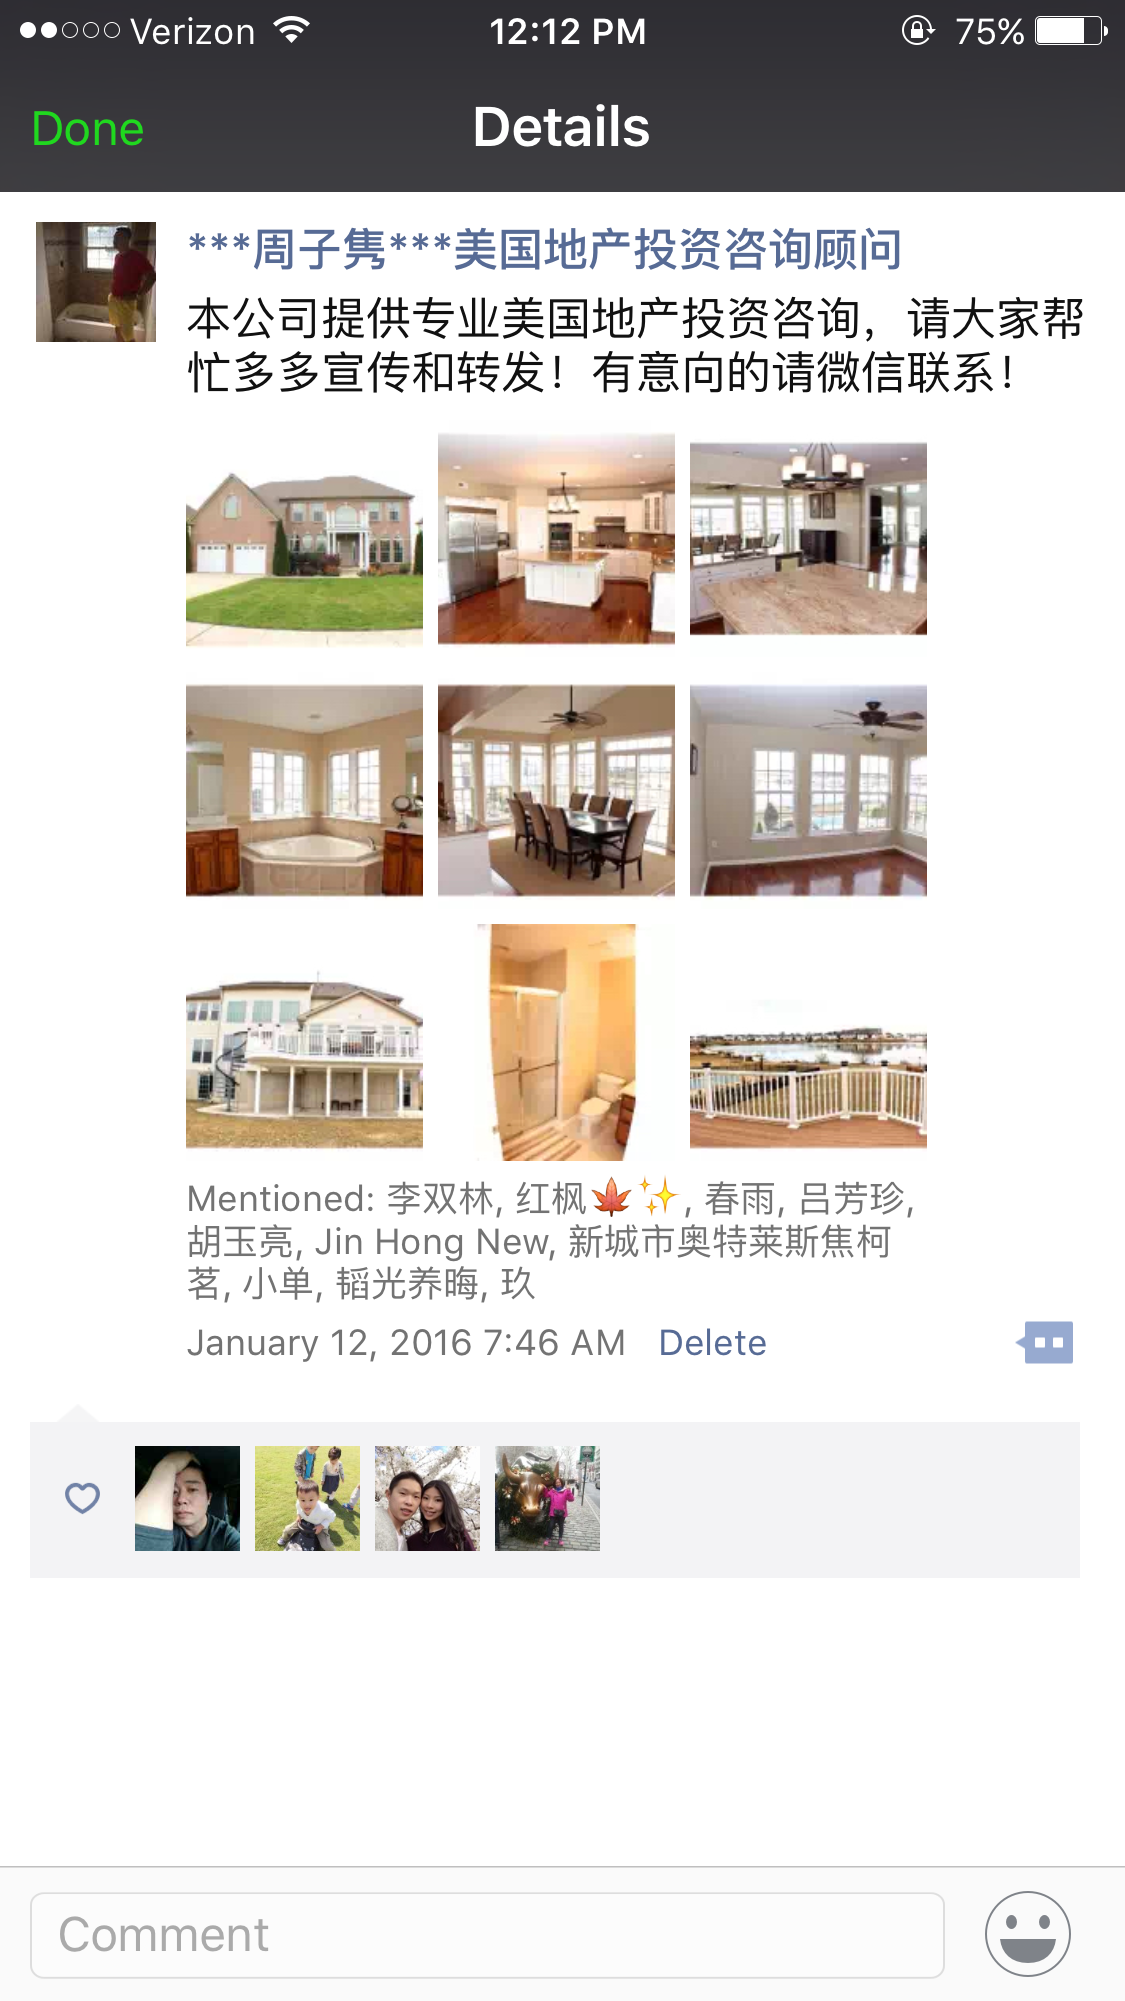 Verizon 12:12 PM 75%
Done Details
***周子隽***美国地产投资咨询顾问
本公司提供专业美国地产投资咨询，请大家帮
忙多多宣传和转发！有意向的请微信联系！
Mentioned: 李双林, 红枫🍁✨, 春雨, 吕芳珍,
胡玉亮, Jin Hong New, 新城市奥特莱斯焦柯
茗, 小单, 韬光养晦, 玖
January 12, 2016 7:46 AM Delete
Comment